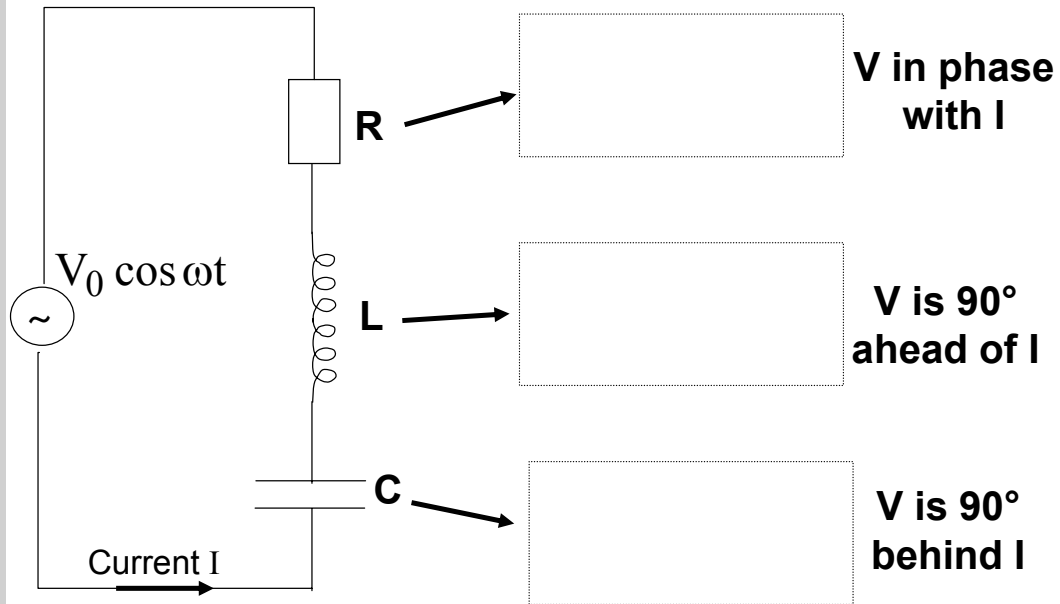 V in phase
with I
R
V₀ cos ωt
~
L
V is 90°
ahead of I
C
V is 90°
behind I
Current I